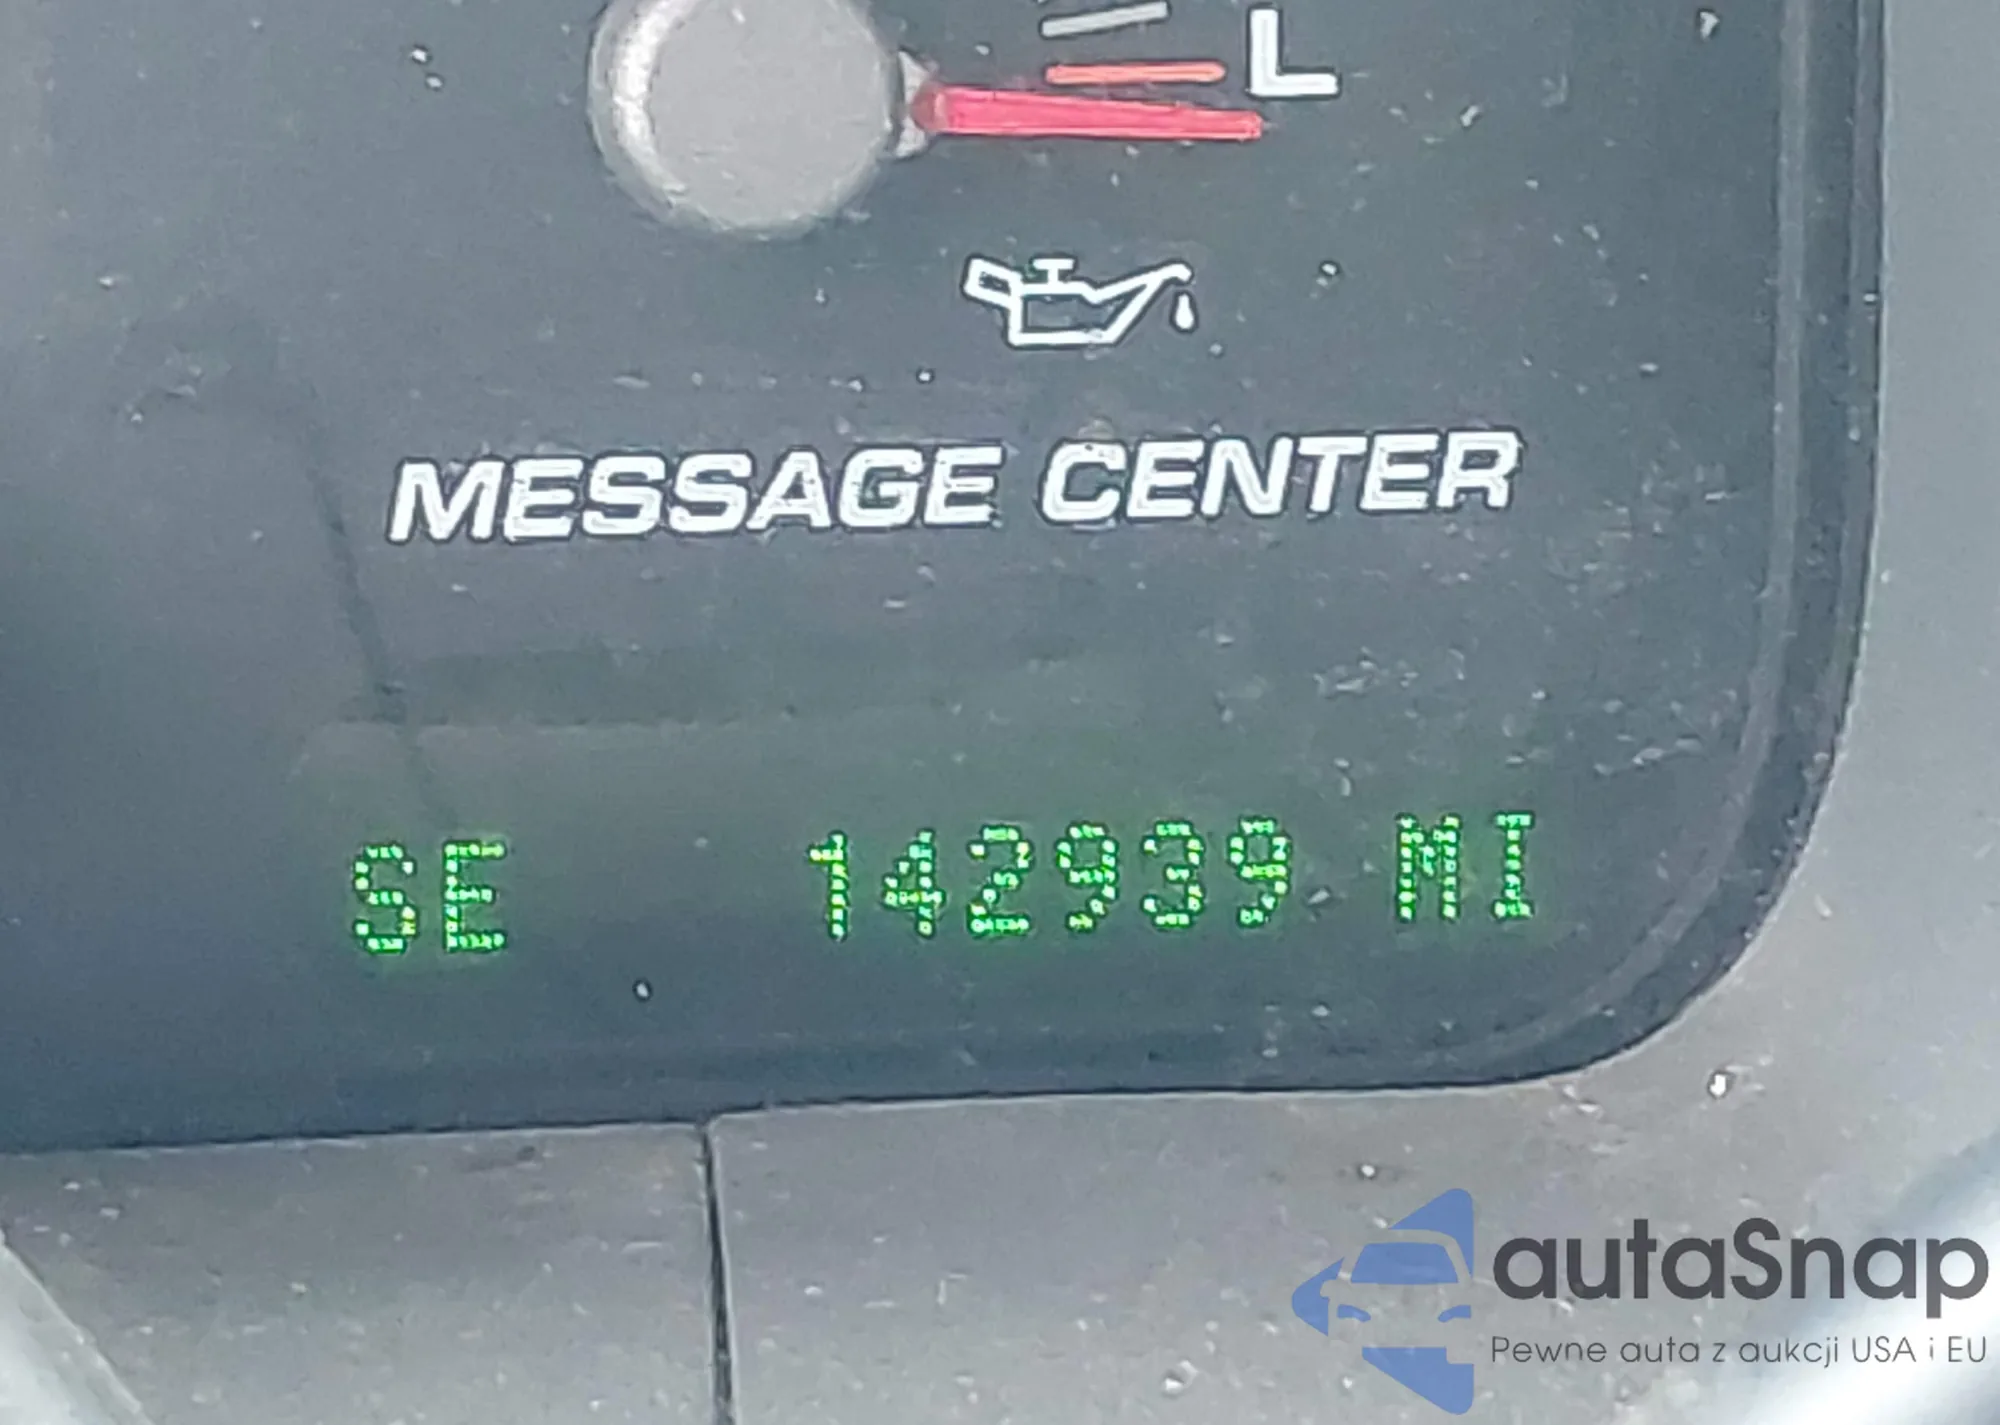 L
MESSAGE CENTER
SE 142939 MI
autaSnap
Pewne auta z aukcji USA i EU